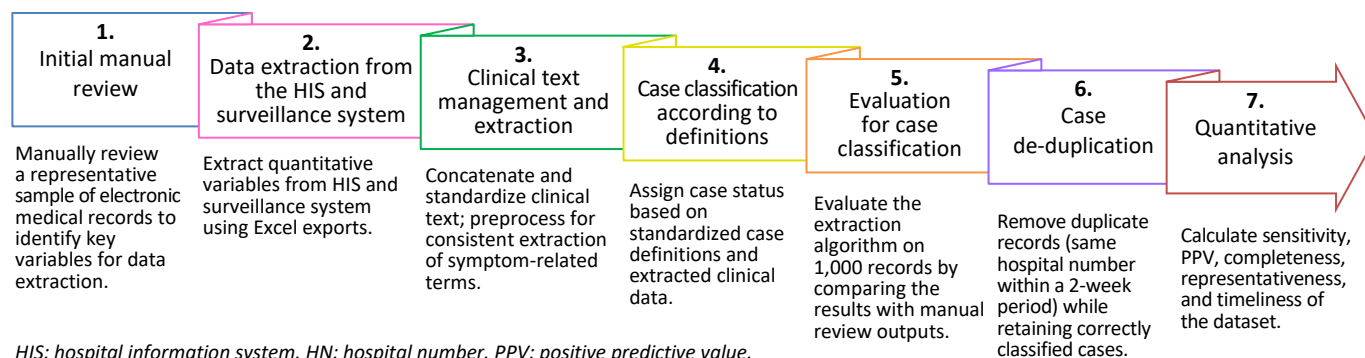 1.
Initial manual
review
Manually review
a representative
sample of electronic
medical records to
identify key
variables for data
extraction.
2.
Data extraction from
the HIS and
surveillance system
Extract quantitative
variables from HIS and
surveillance system
using Excel exports.
3.
Clinical text
management and
extraction
Concatenate and
standardize clinical
text; preprocess for
consistent extraction
of symptom-related
terms.
4.
Case classification
according to
definitions
Assign case status
based on
standardized case
definitions and
extracted clinical
data.
5.
Evaluation
for case
classification
Evaluate the
extraction
algorithm on
1,000 records by
comparing the
results with manual
review outputs.
6.
Case
de-duplication
Remove duplicate
records (same
hospital number
within a 2-week
period) while
retaining correctly
classified cases.
7.
Quantitative
analysis
Calculate sensitivity,
PPV, completeness,
representativeness,
and timeliness of
the dataset.
HIS: hospital information system. HN: hospital number. PPV: positive predictive value.